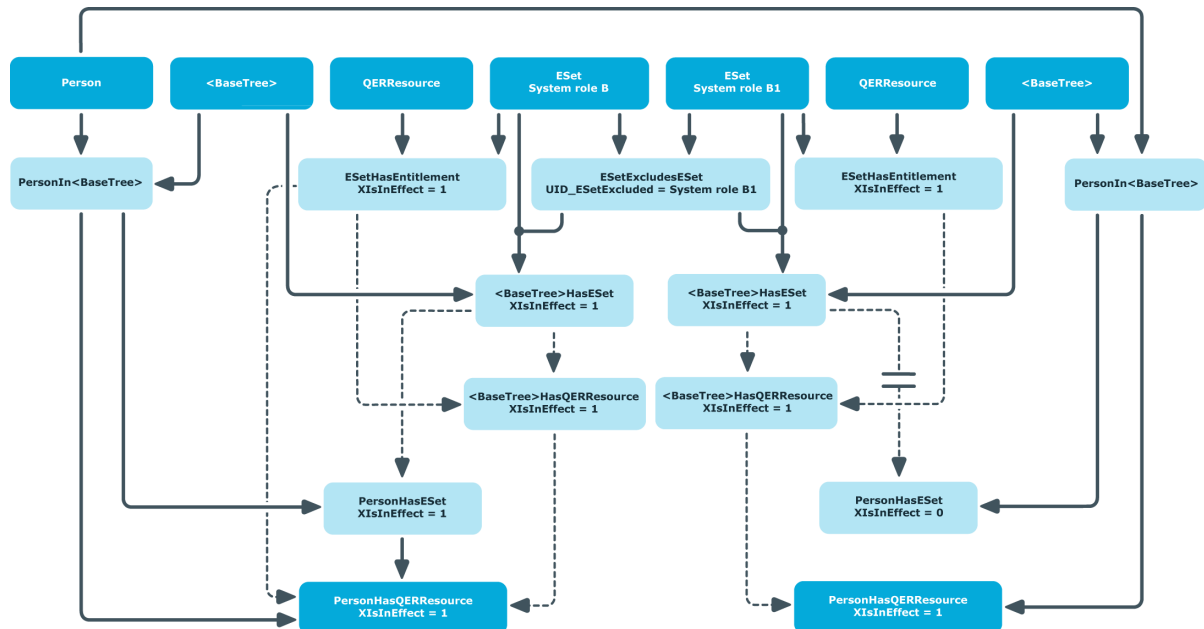 Person
<BaseTree>
QERResource
ESet
System role B
ESet
System role B1
QERResource
<BaseTree>
PersonIn<BaseTree>
ESetHasEntitlement
XIsInEffect = 1
ESetExcludesESet
UID_ESetExcluded = System role B1
ESetHasEntitlement
XIsInEffect = 1
PersonIn<BaseTree>
<BaseTree>HasESet
XIsInEffect = 1
<BaseTree>HasESet
XIsInEffect = 1
<BaseTree>HasQERResource
XIsInEffect = 1
<BaseTree>HasQERResource
XIsInEffect = 1
PersonHasESet
XIsInEffect = 1
PersonHasESet
XIsInEffect = 0
PersonHasQERResource
XIsInEffect = 1
PersonHasQERResource
XIsInEffect = 1